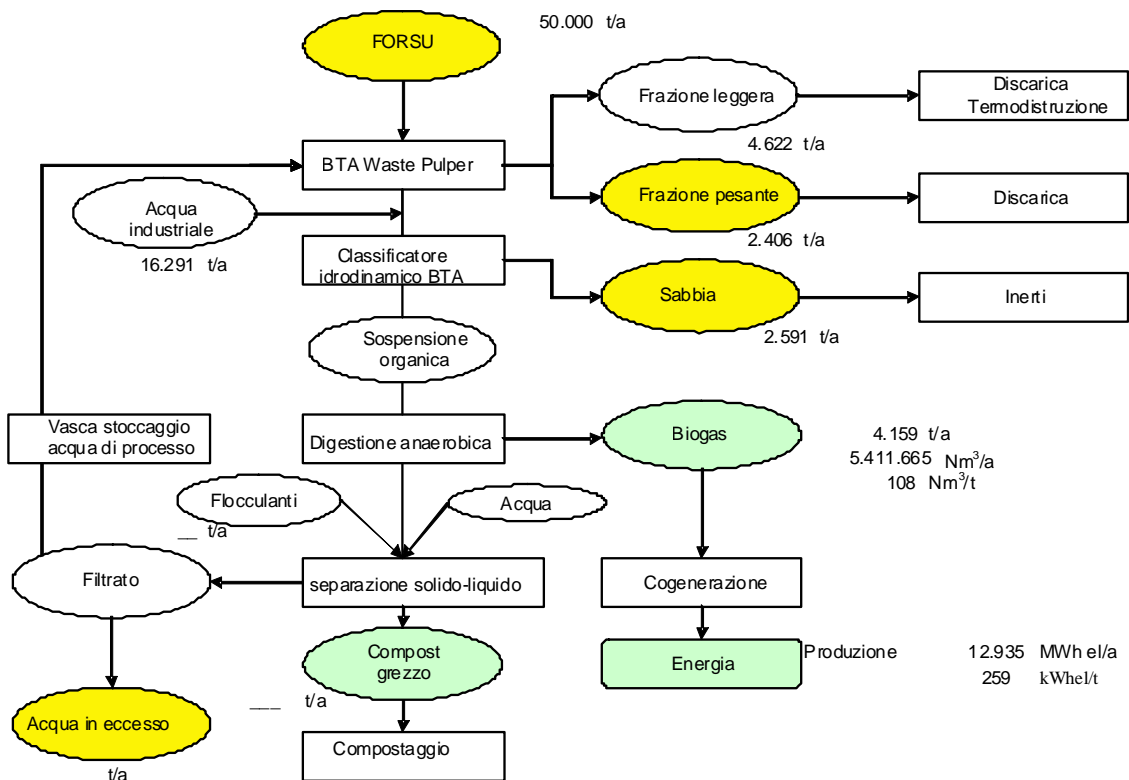 50.000 t/a
FORSU
Frazione leggera
Discarica
Termodistruzione
4.622 t/a
BTA Waste Pulper
Acqua
industriale
16.291 t/a
Frazione pesante
Discarica
2.406 t/a
Classificatore
idrodinamico BTA
Sabbia
Inerti
2.591 t/a
Sospensione
organica
Vasca stoccaggio
acqua di processo
Digestione anaerobica
Biogas
4.159 t/a
5.411.665 Nm³/a
108 Nm³/t
Flocculanti
Acqua
__ t/a
Filtrato
separazione solido-liquido
Cogenerazione
Compost
grezzo
Energia
Produzione
12.935 MWh el/a
259 kWhel/t
___ t/a
Acqua in eccesso
t/a
Compostaggio